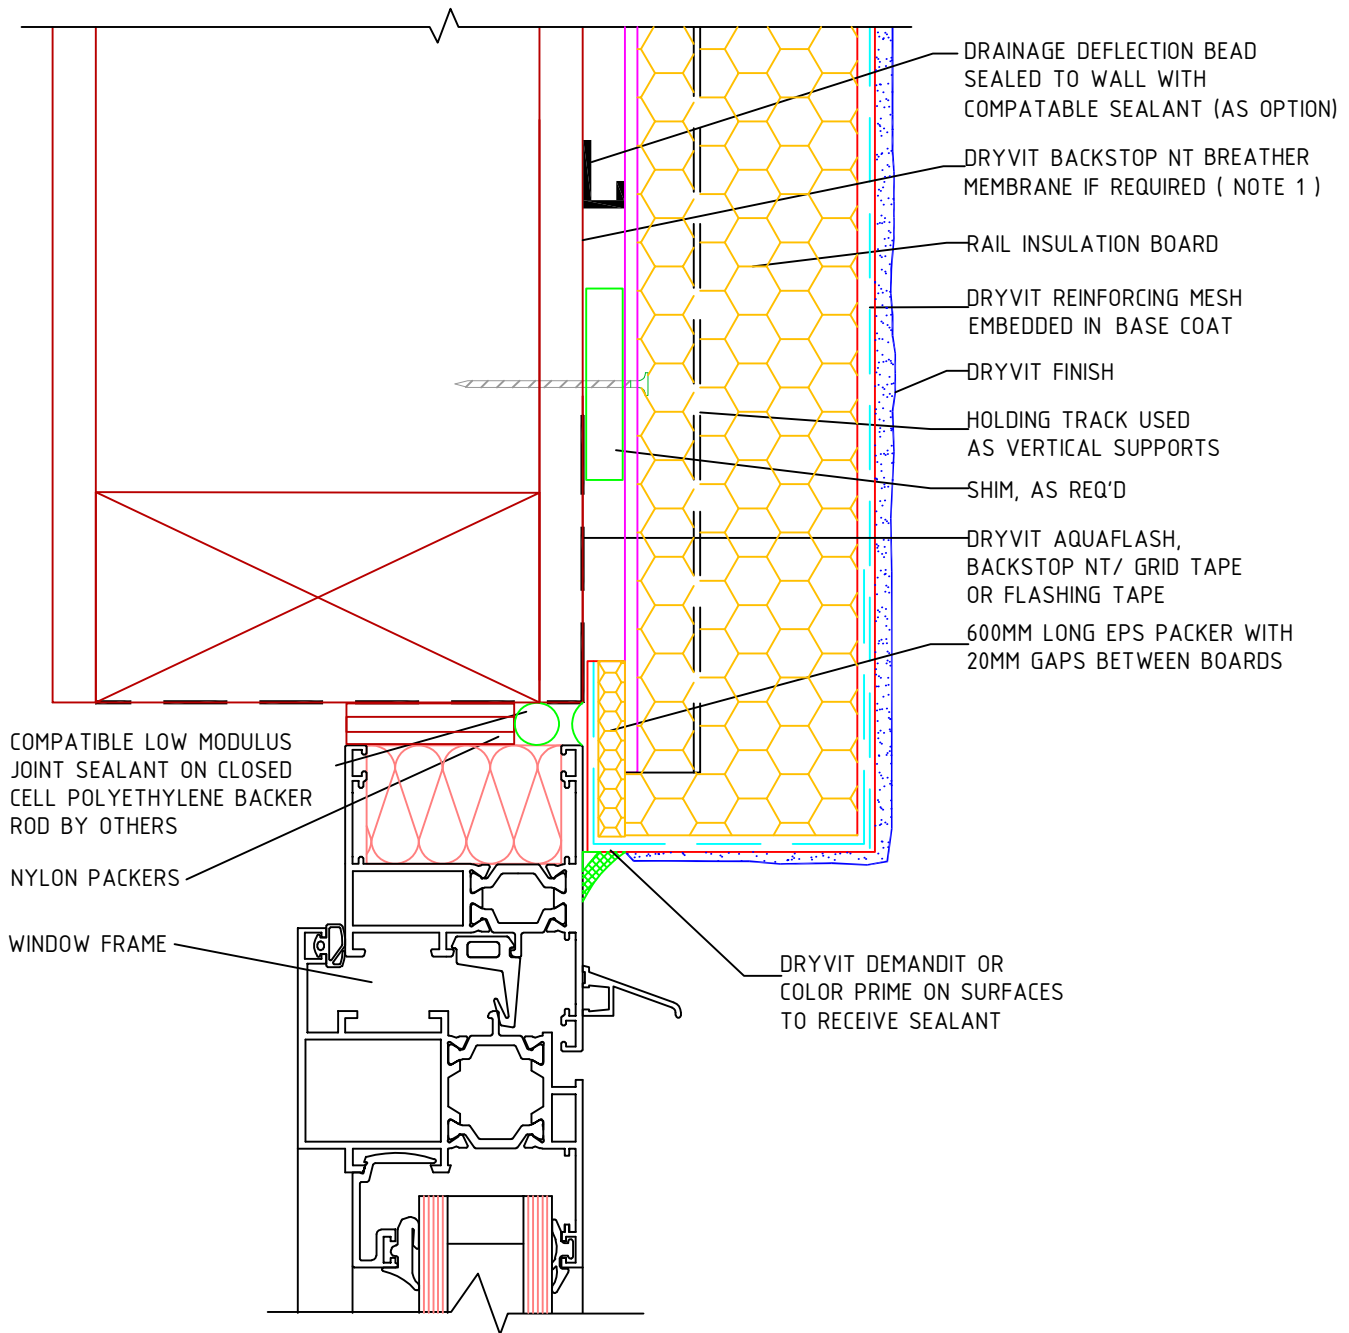 DRAINAGE DEFLECTION BEAD
SEALED TO WALL WITH
COMPATABLE SEALANT (AS OPTION)
DRYVIT BACKSTOP NT BREATHER
MEMBRANE IF REQUIRED ( NOTE 1 )
RAIL INSULATION BOARD
DRYVIT REINFORCING MESH
EMBEDDED IN BASE COAT
DRYVIT FINISH
HOLDING TRACK USED
AS VERTICAL SUPPORTS
SHIM, AS REQ'D
DRYVIT AQUAFLASH,
BACKSTOP NT/ GRID TAPE
OR FLASHING TAPE
600MM LONG EPS PACKER WITH
20MM GAPS BETWEEN BOARDS
COMPATIBLE LOW MODULUS
JOINT SEALANT ON CLOSED
CELL POLYETHYLENE BACKER
ROD BY OTHERS
NYLON PACKERS
WINDOW FRAME
DRYVIT DEMANDIT OR
COLOR PRIME ON SURFACES
TO RECEIVE SEALANT